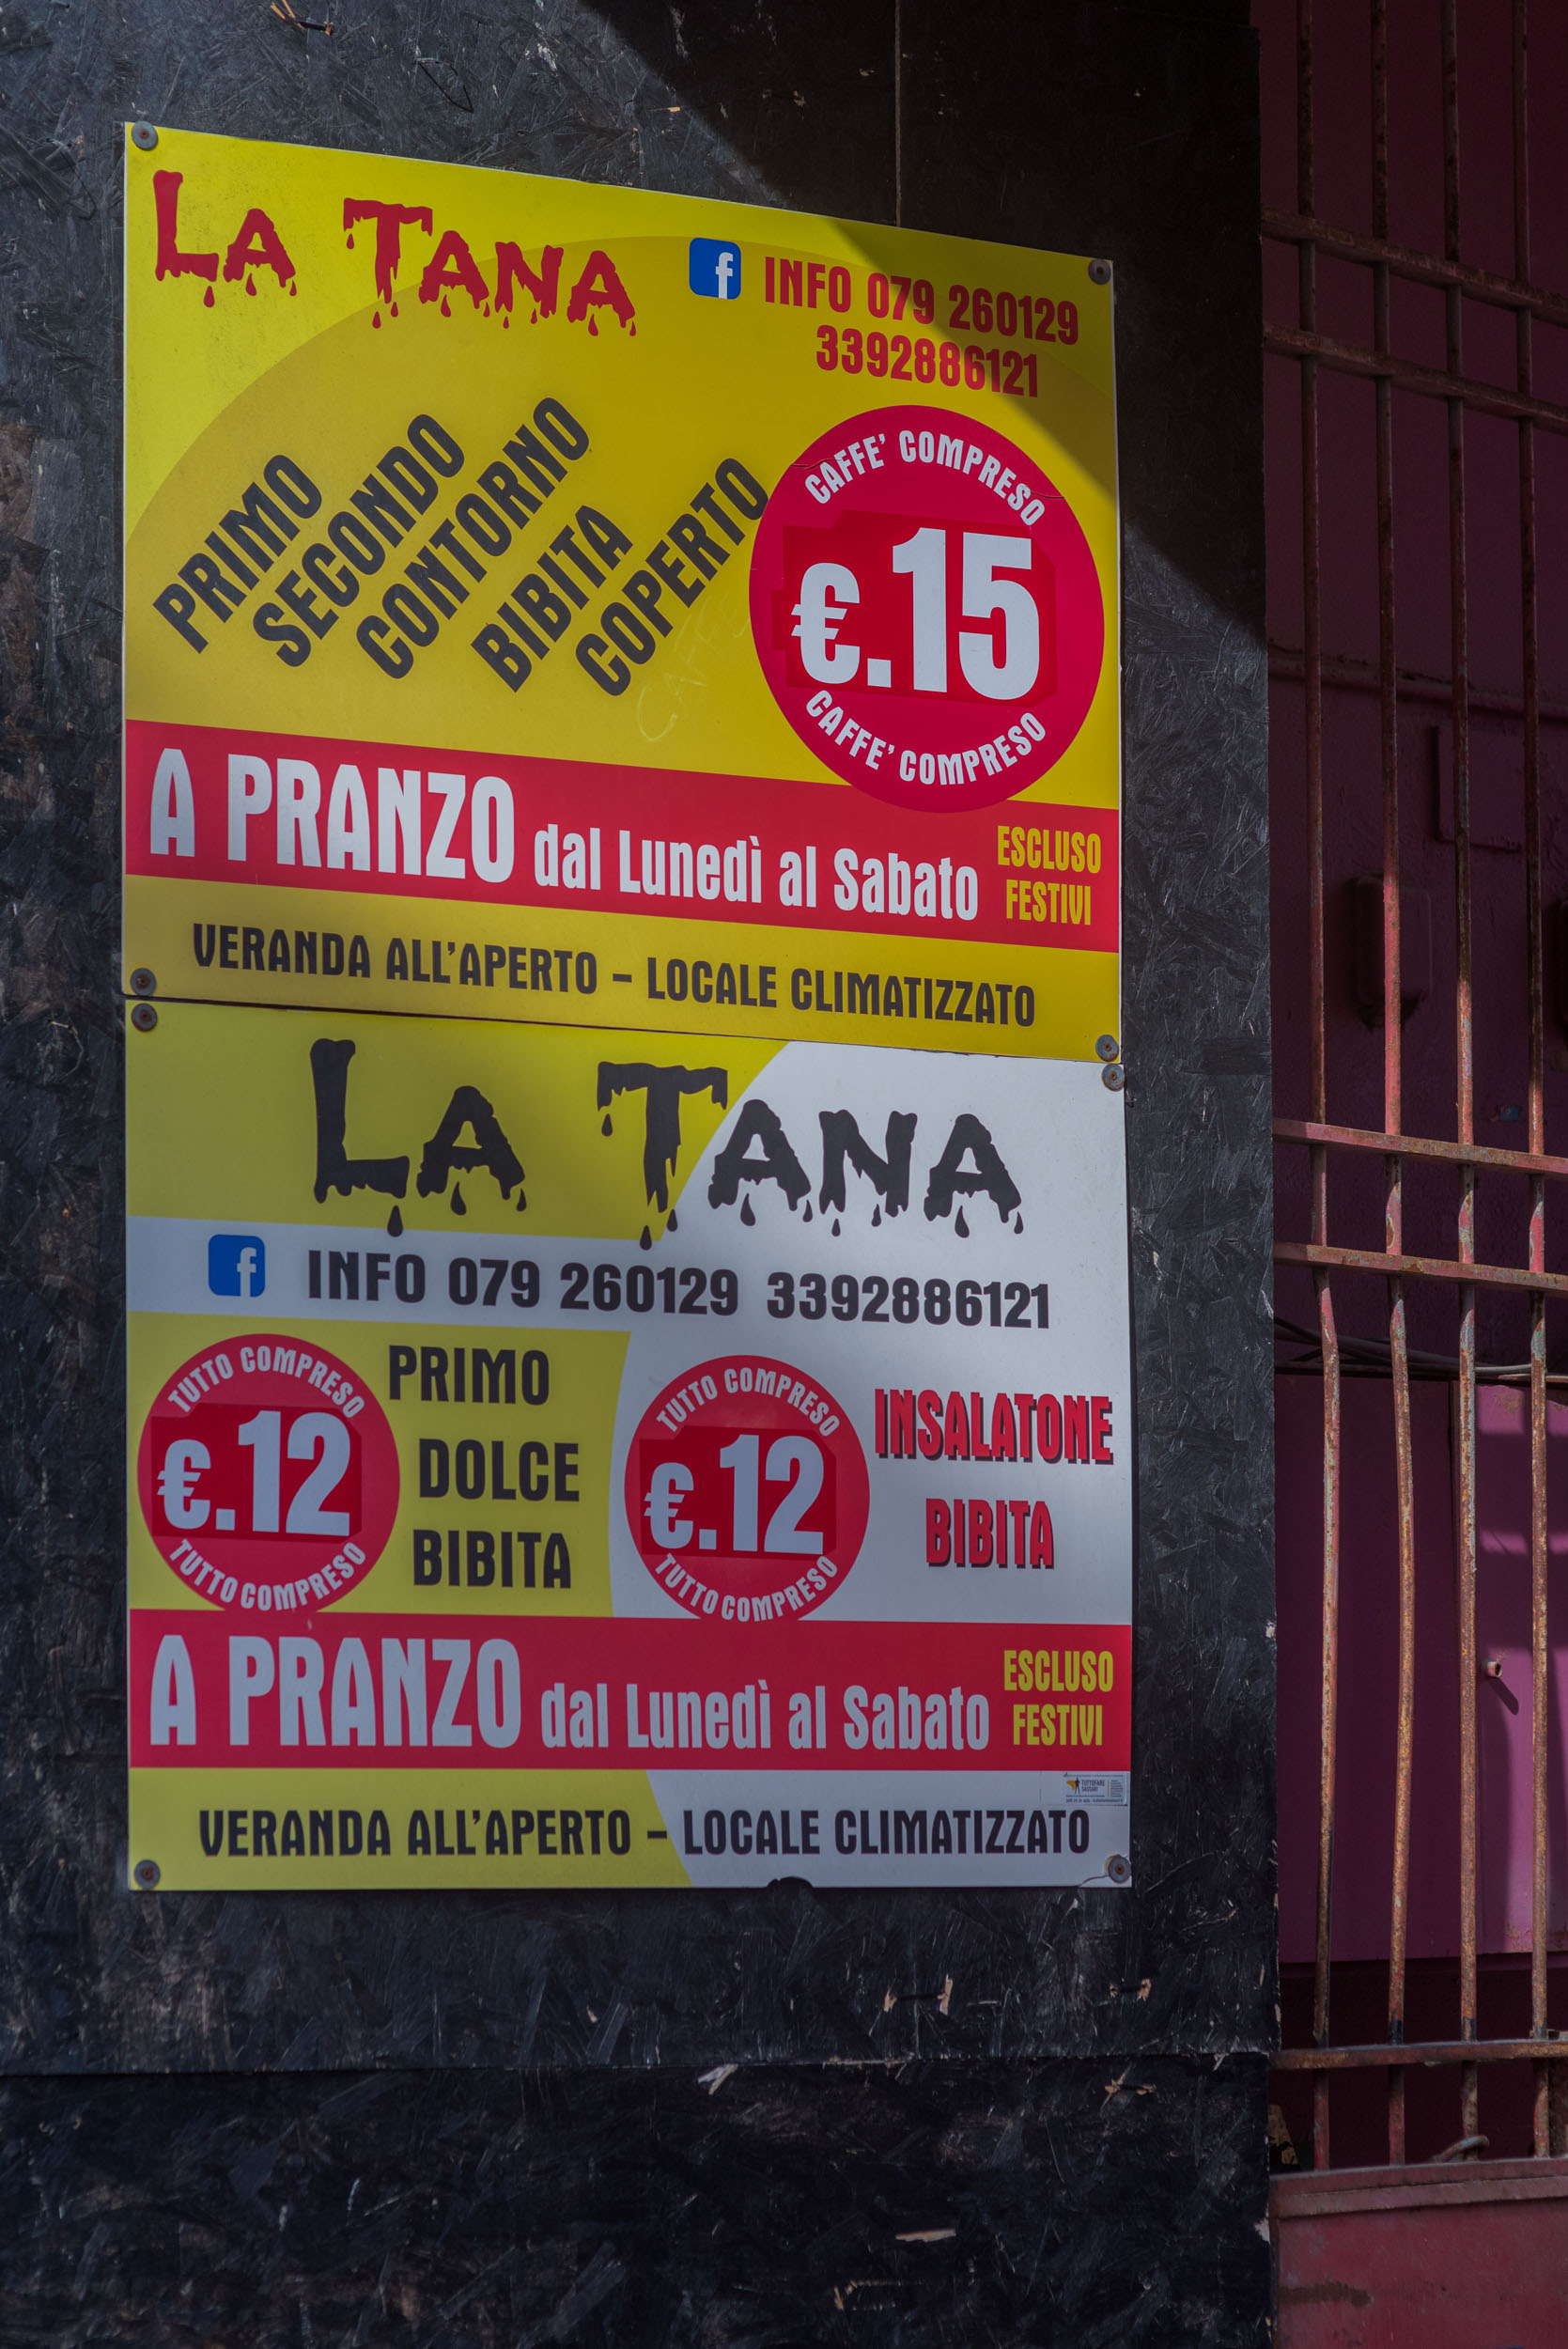 LA TANA
f INFO 079 260129
3392886121
PRIMO
SECONDO
CONTORNO
BIBITA
COPERTO
CAFFE' COMPRESO
€.15
CAFFE' COMPRESO
A PRANZO dal Lunedì al Sabato
ESCLUSO
FESTIVI
VERANDA ALL'APERTO – LOCALE CLIMATIZZATO
LA TANA
f INFO 079 260129 3392886121
TUTTO COMPRESO
€.12
TUTTO COMPRESO
PRIMO
DOLCE
BIBITA
TUTTO COMPRESO
€.12
TUTTO COMPRESO
INSALATONE
BIBITA
A PRANZO dal Lunedì al Sabato
ESCLUSO
FESTIVI
TUTTOFARE
SASSARI
VERANDA ALL'APERTO – LOCALE CLIMATIZZATO